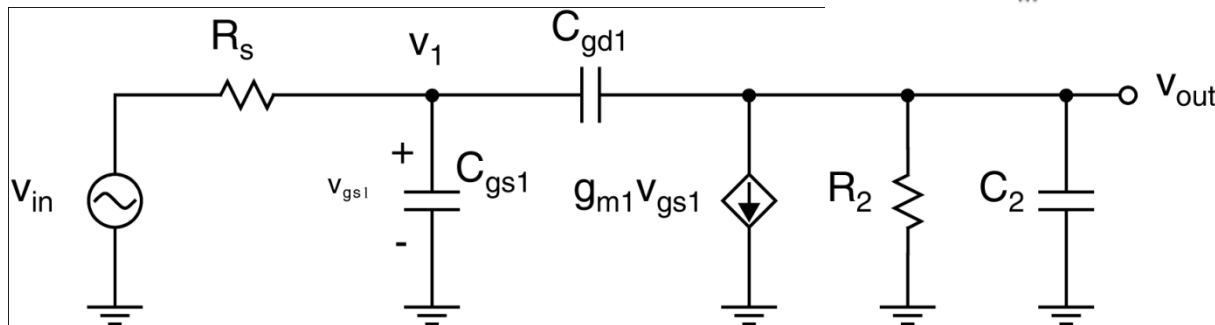 R_s
v_1
C_gd1
v_out
v_in
+
v_gs1
-
C_gs1
g_m1v_gs1
R_2
C_2